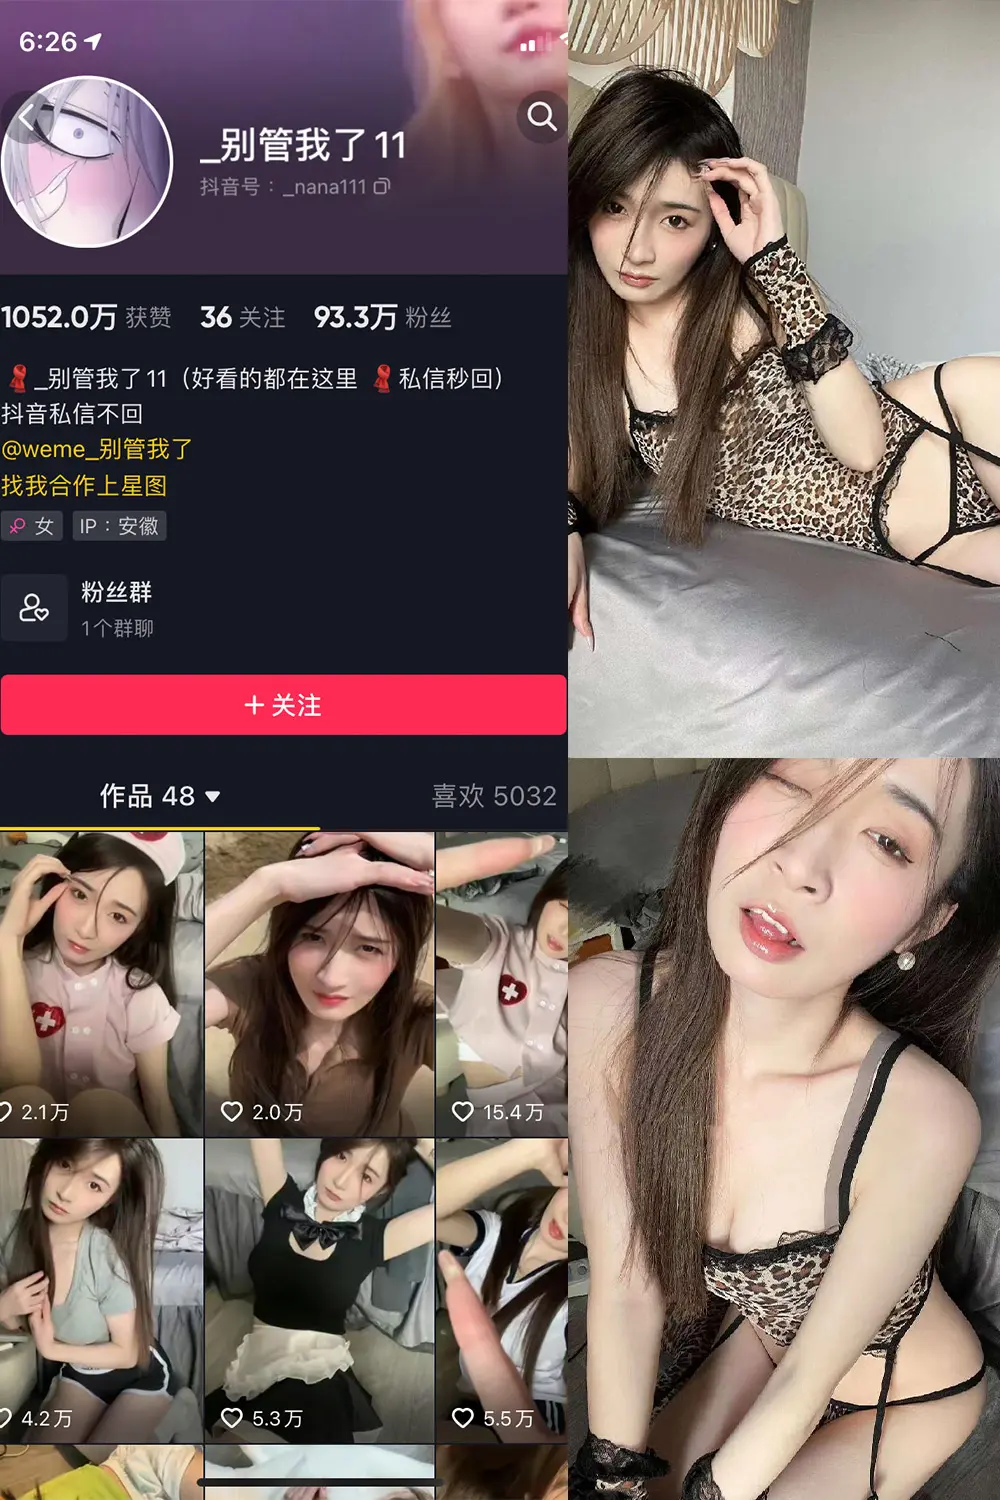 6:26
_别管我了11
抖音号：_nana111
1052.0万 获赞 36 关注 93.3万 粉丝
_别管我了11（好看的都在这里 私信秒回）
抖音私信不回
@weme_别管我了
找我合作上星图
女 IP：安徽
粉丝群
1个群聊
+ 关注
作品 48 喜欢 5032
2.1万 2.0万 15.4万
4.2万 5.3万 5.5万